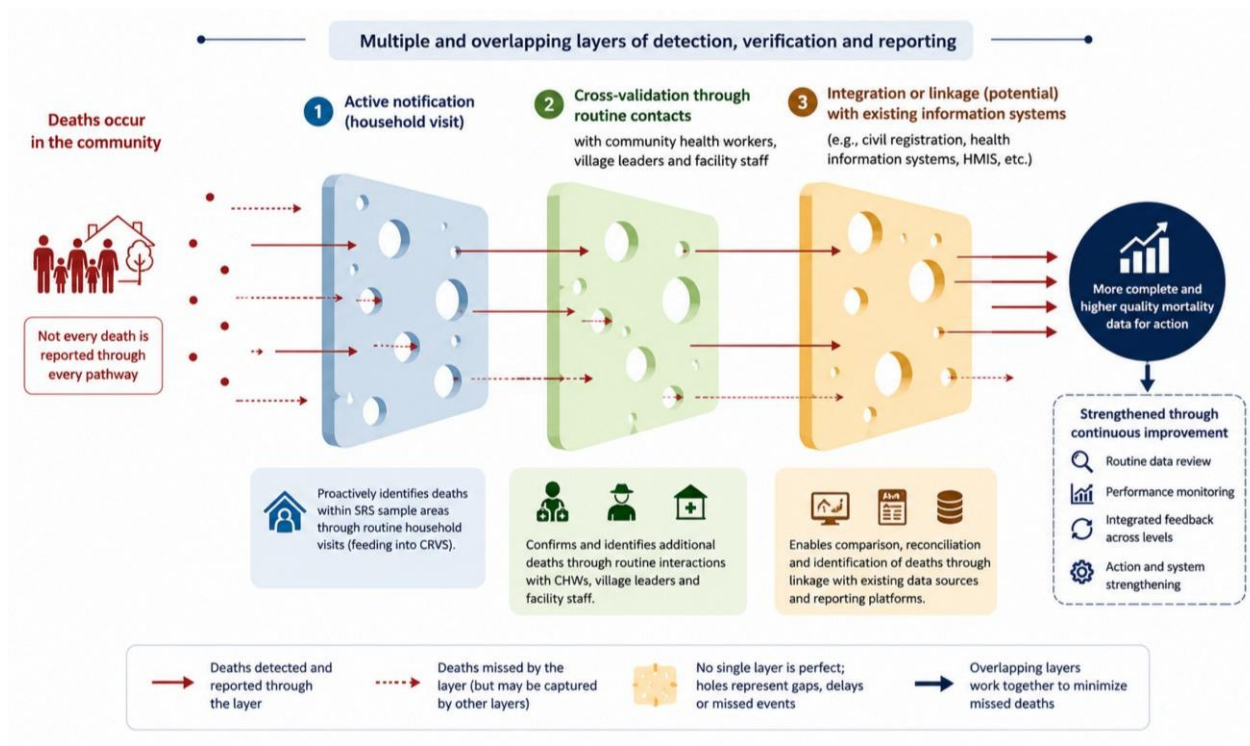 Multiple and overlapping layers of detection, verification and reporting
Deaths occur
in the community
Not every death is
reported through
every pathway
1
Active notification
(household visit)
2
Cross-validation through
routine contacts
with community health workers,
village leaders and facility staff
3
Integration or linkage (potential)
with existing information systems
(e.g., civil registration, health
information systems, HMIS, etc.)
More complete and
higher quality mortality
data for action
Proactively identifies deaths
within SRS sample areas
through routine household
visits (feeding into CRVS).
Confirms and identifies additional
deaths through routine interactions
with CHWs, village leaders and
facility staff.
Enables comparison, reconciliation
and identification of deaths through
linkage with existing data sources
and reporting platforms.
Strengthened through
continuous improvement
Routine data review
Performance monitoring
Integrated feedback
across levels
Action and system
strengthening
Deaths detected and
reported through
the layer
Deaths missed by the
layer (but may be captured
by other layers)
No single layer is perfect;
holes represent gaps, delays
or missed events
Overlapping layers
work together to minimize
missed deaths